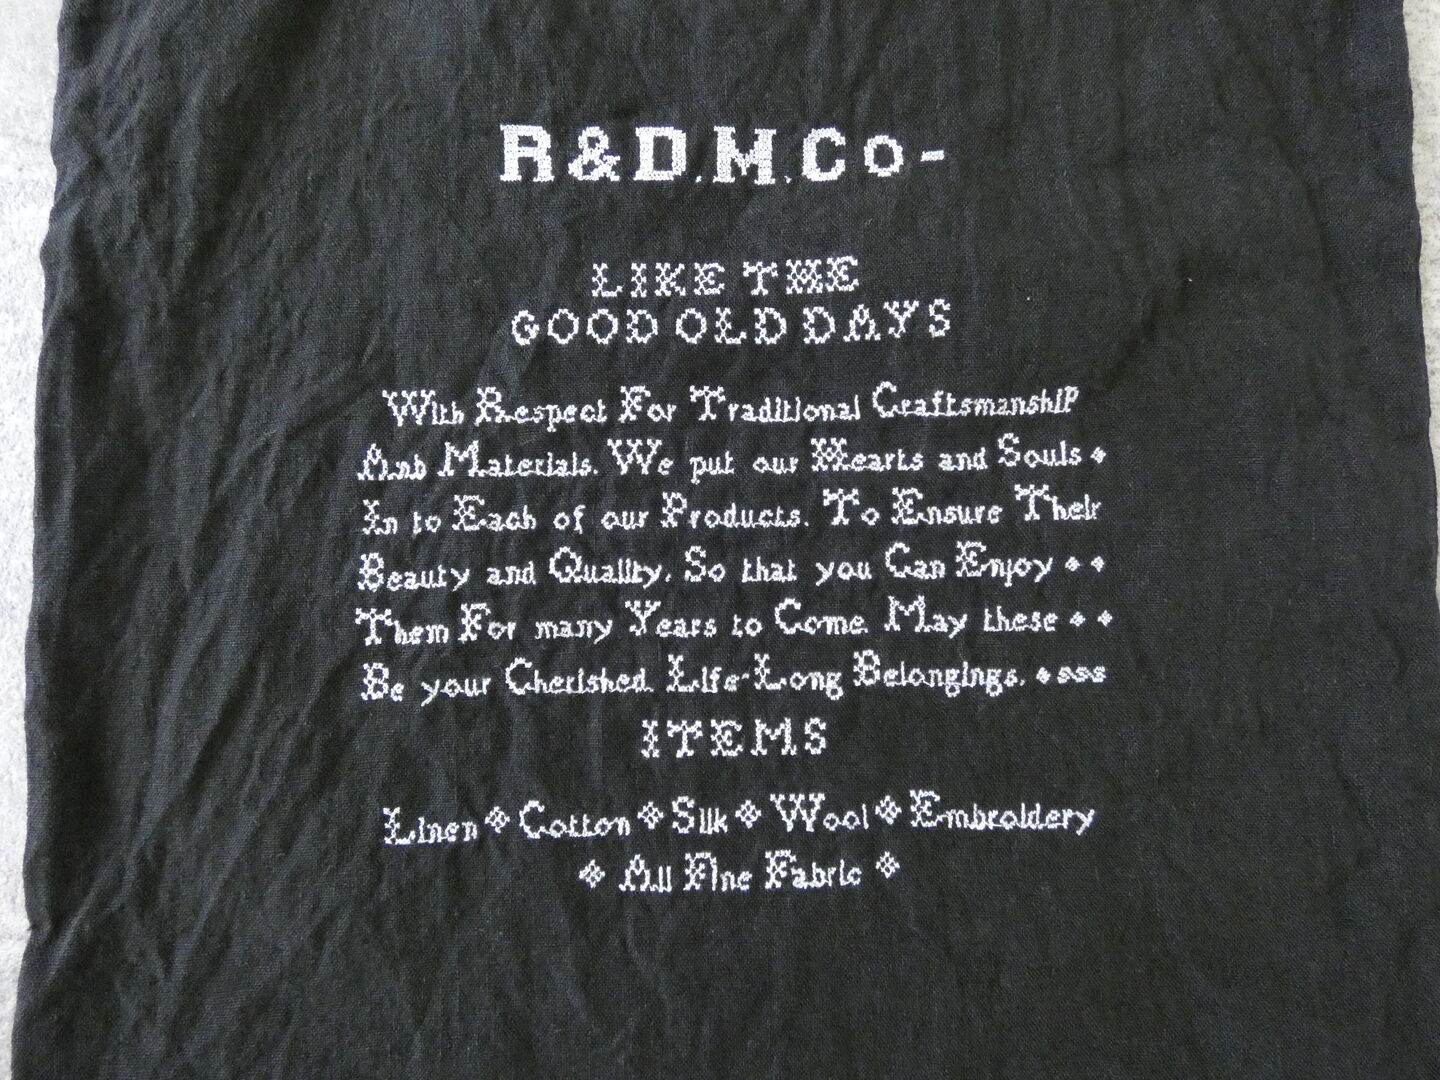 R&D.M.Co-
LIKE THE
GOOD OLD DAYS
With Respect For Traditional CraftsmanshiP
And Materials. We put our Hearts and Souls
In to Each of our Products. To Ensure Their
Beauty and Quality. So that you Can Enjoy
Them For many Years to Come. May these
Be your Cherished Life-Long Belongings.
ITEMS
Linen Cotton Silk Wool Embroidery
All Fine Fabric